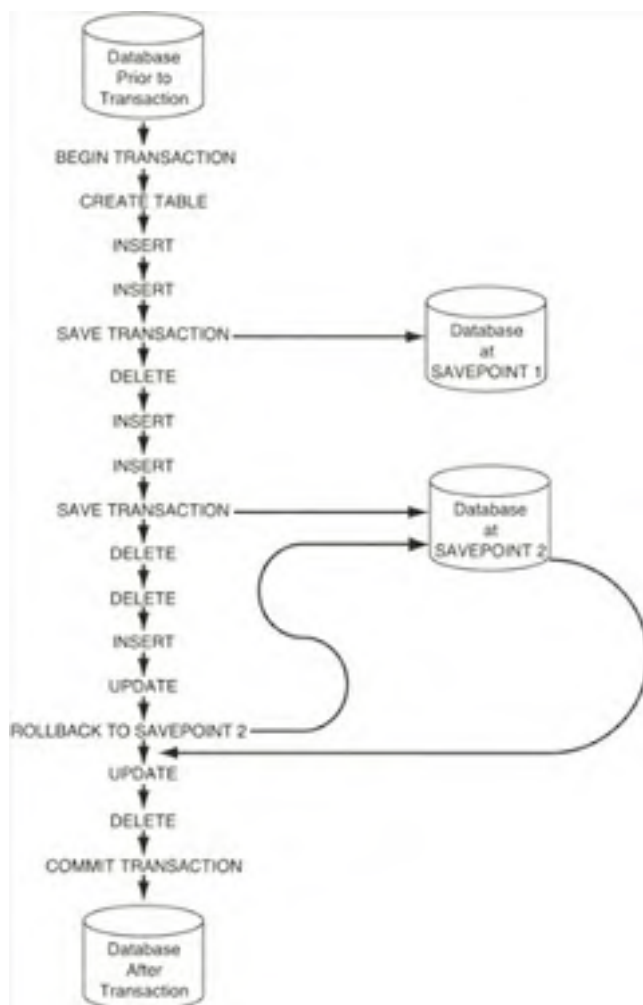 Database
Prior to
Transaction
BEGIN TRANSACTION
CREATE TABLE
INSERT
INSERT
SAVE TRANSACTION
Database
at
SAVEPOINT 1
DELETE
INSERT
INSERT
SAVE TRANSACTION
Database
at
SAVEPOINT 2
DELETE
DELETE
INSERT
UPDATE
ROLLBACK TO SAVEPOINT 2
UPDATE
DELETE
COMMIT TRANSACTION
Database
After
Transaction